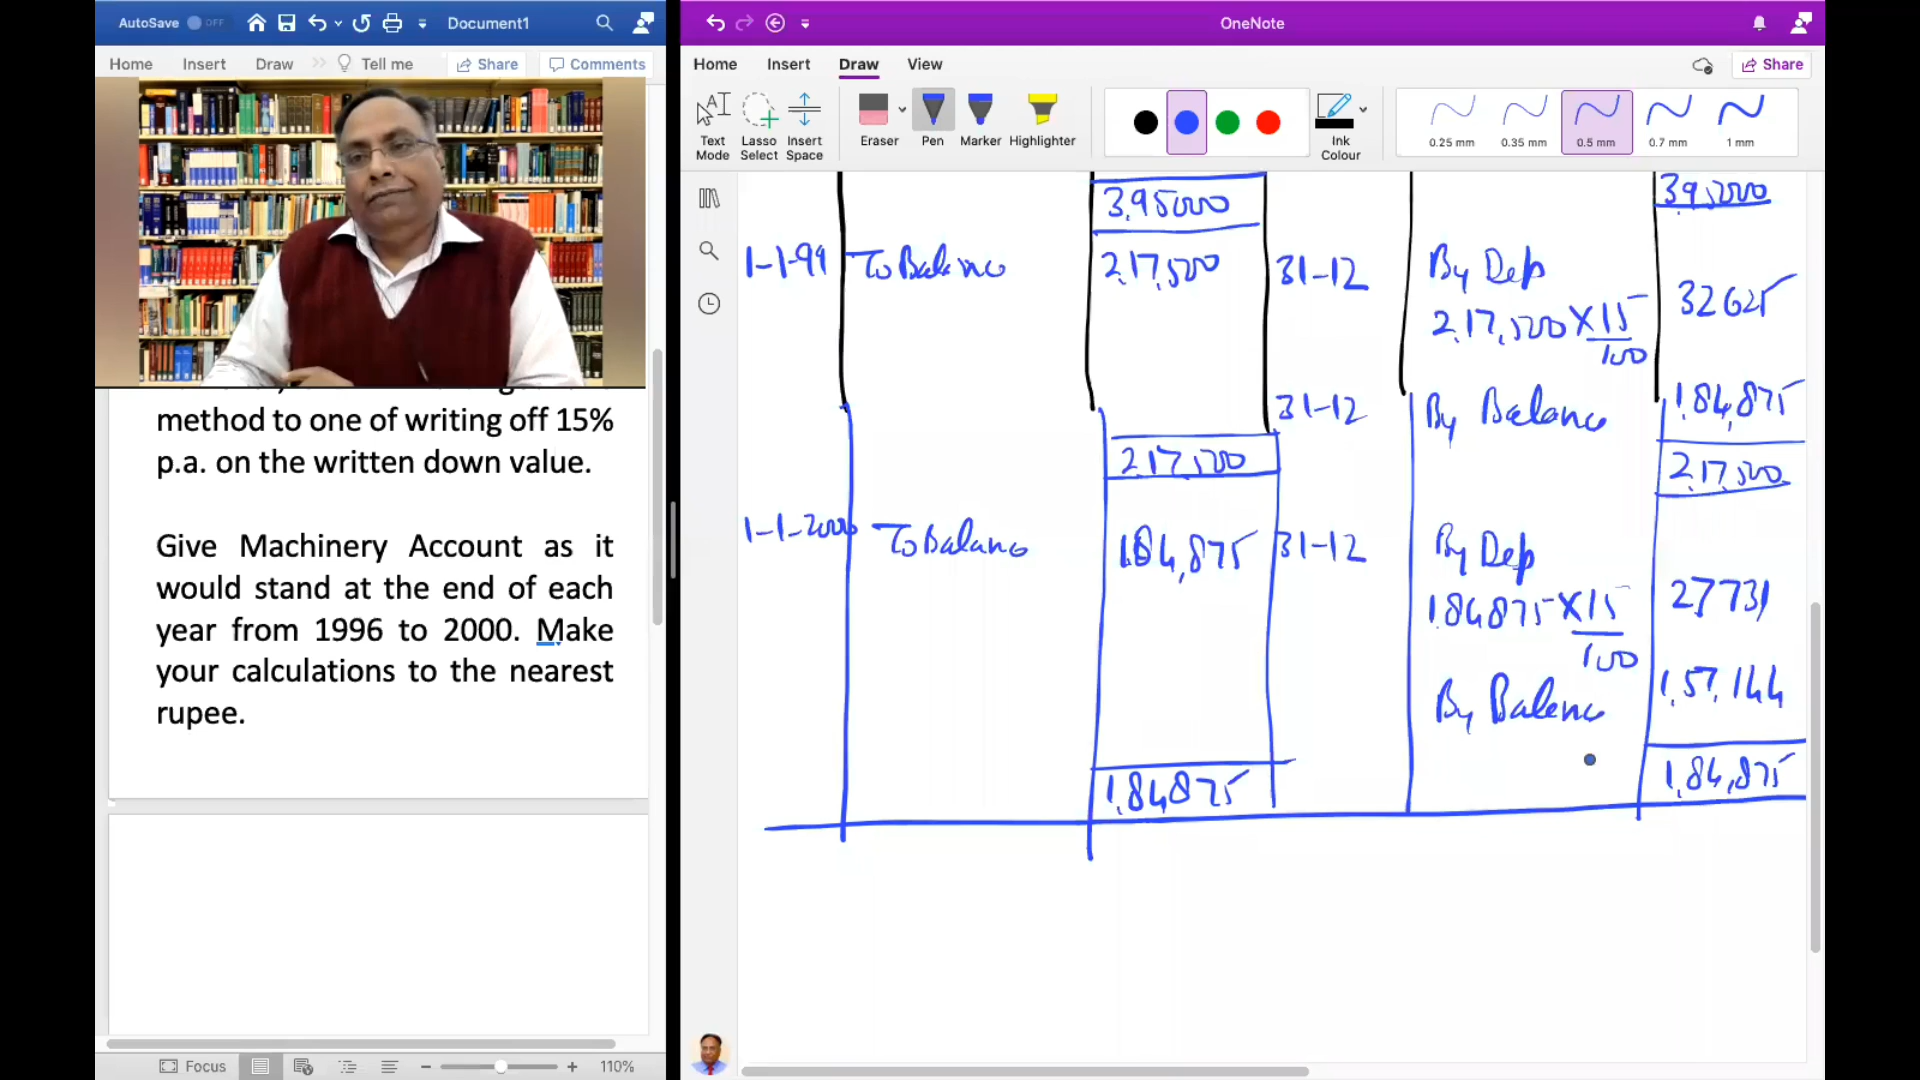 AutoSave OFF Document1
Home Insert Draw Tell me Share Comments
method to one of writing off 15%
p.a. on the written down value.
Give Machinery Account as it
would stand at the end of each
year from 1996 to 2000. Make
your calculations to the nearest
rupee.
Focus 110%
OneNote
Home Insert Draw View Share
Text Mode Lasso Select Insert Space Eraser Pen Marker Highlighter Ink Colour 0.25 mm 0.35 mm 0.5 mm 0.7 mm 1 mm
3,95000 3,95000
1-1-99 To Balance 2,17,500 31-12 By Dep
2,17,500 X 15 32625
100
31-12 By Balance 1,84,875
2,17,500 2,17,500
1-1-2000 To Balance 1,84,875 31-12 By Dep
184875 X 15 27731
100
By Balance 1,57,144
1,84,875 1,84,875